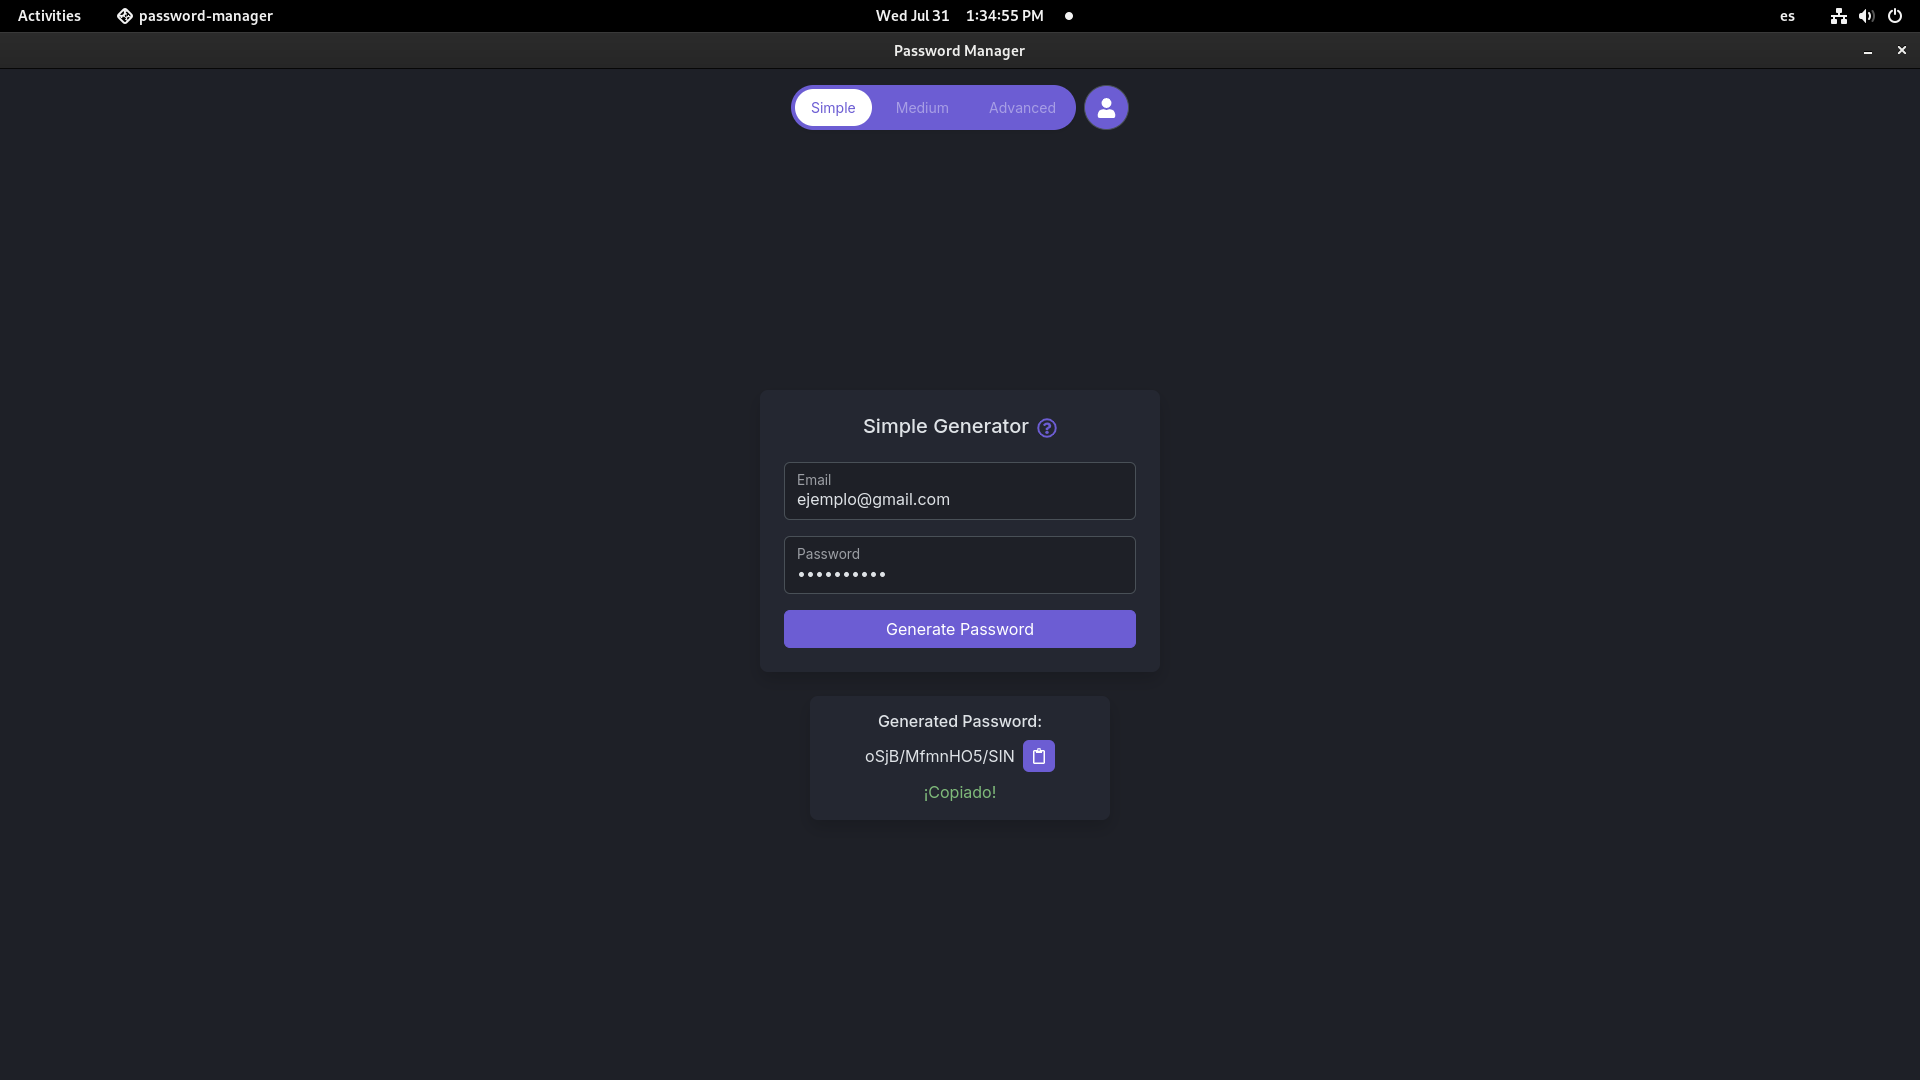 Activities password-manager Wed Jul 31 1:34:55 PM es
Password Manager
Simple Medium Advanced
Simple Generator
Email
ejemplo@gmail.com
Password
••••••••••
Generate Password
Generated Password:
oSjB/MfmnHO5/SIN
¡Copiado!